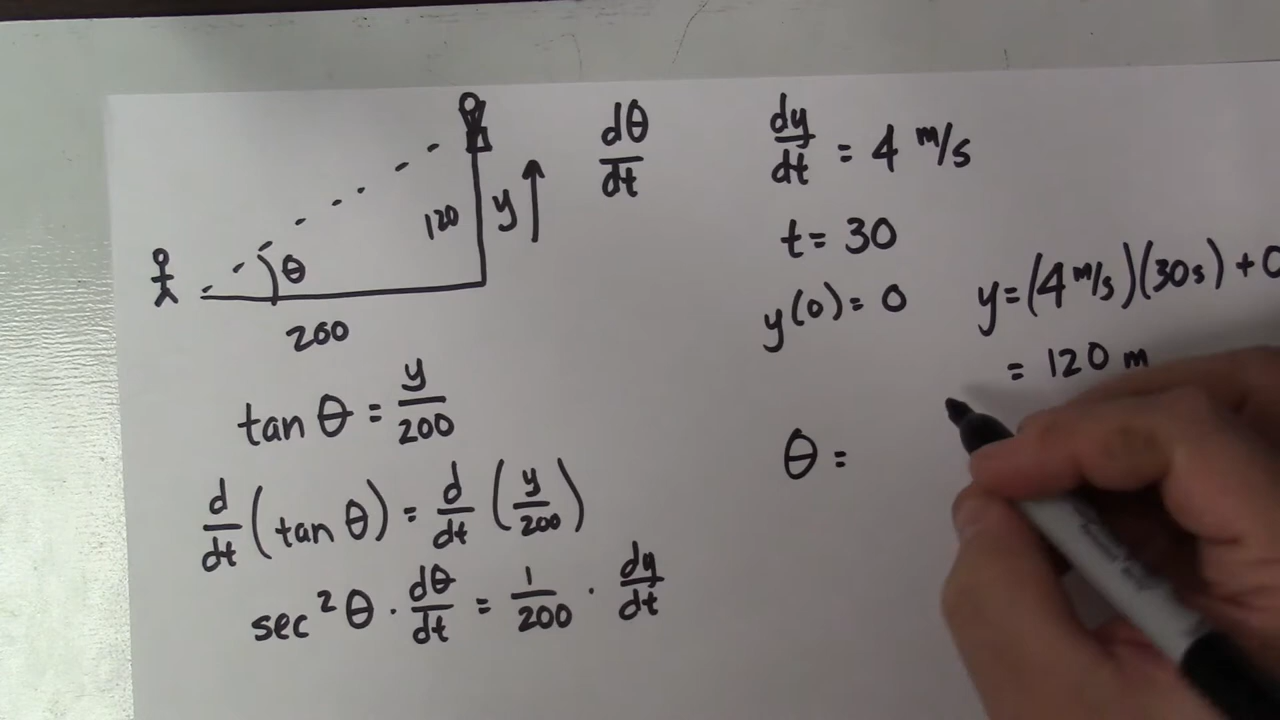 dθ/dt
dy/dt = 4 m/s
120 y
θ
200
t = 30
y(0) = 0
y = (4 m/s)(30s) + 0
= 120 m
tan θ = y/200
θ =
d/dt (tan θ) = d/dt (y/200)
sec²θ · dθ/dt = 1/200 · dy/dt